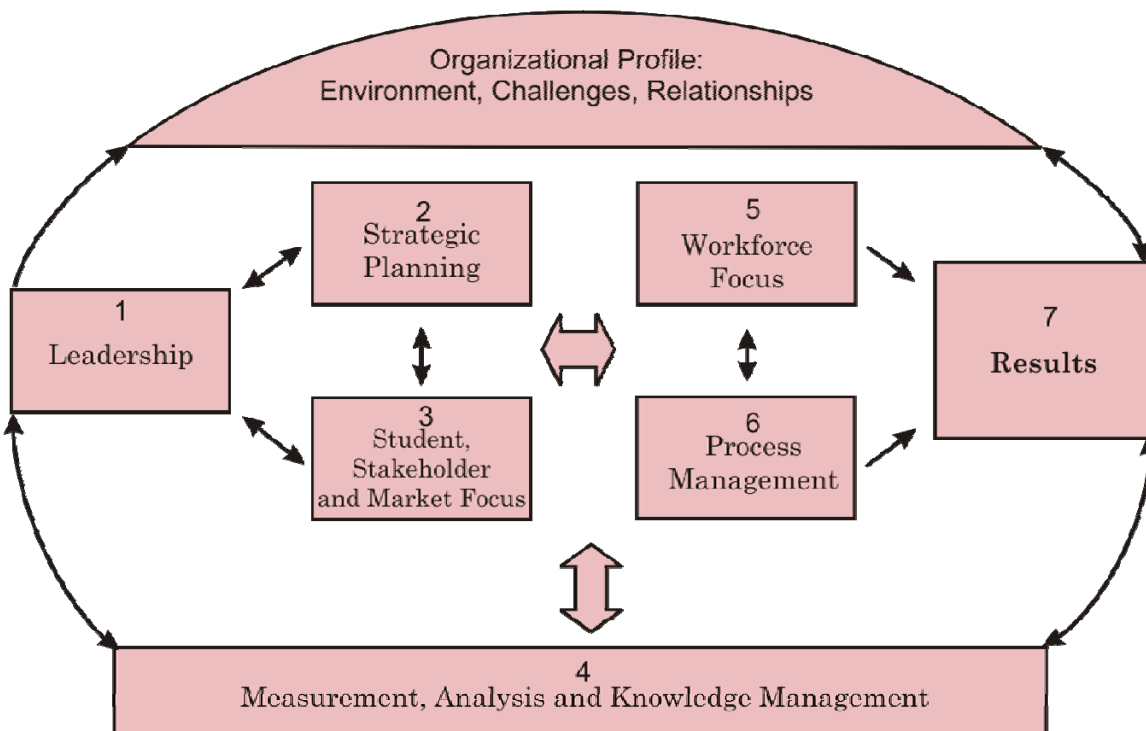 Organizational Profile:
Environment, Challenges, Relationships
1
Leadership
2
Strategic
Planning
3
Student,
Stakeholder
and Market Focus
5
Workforce
Focus
6
Process
Management
7
Results
4
Measurement, Analysis and Knowledge Management